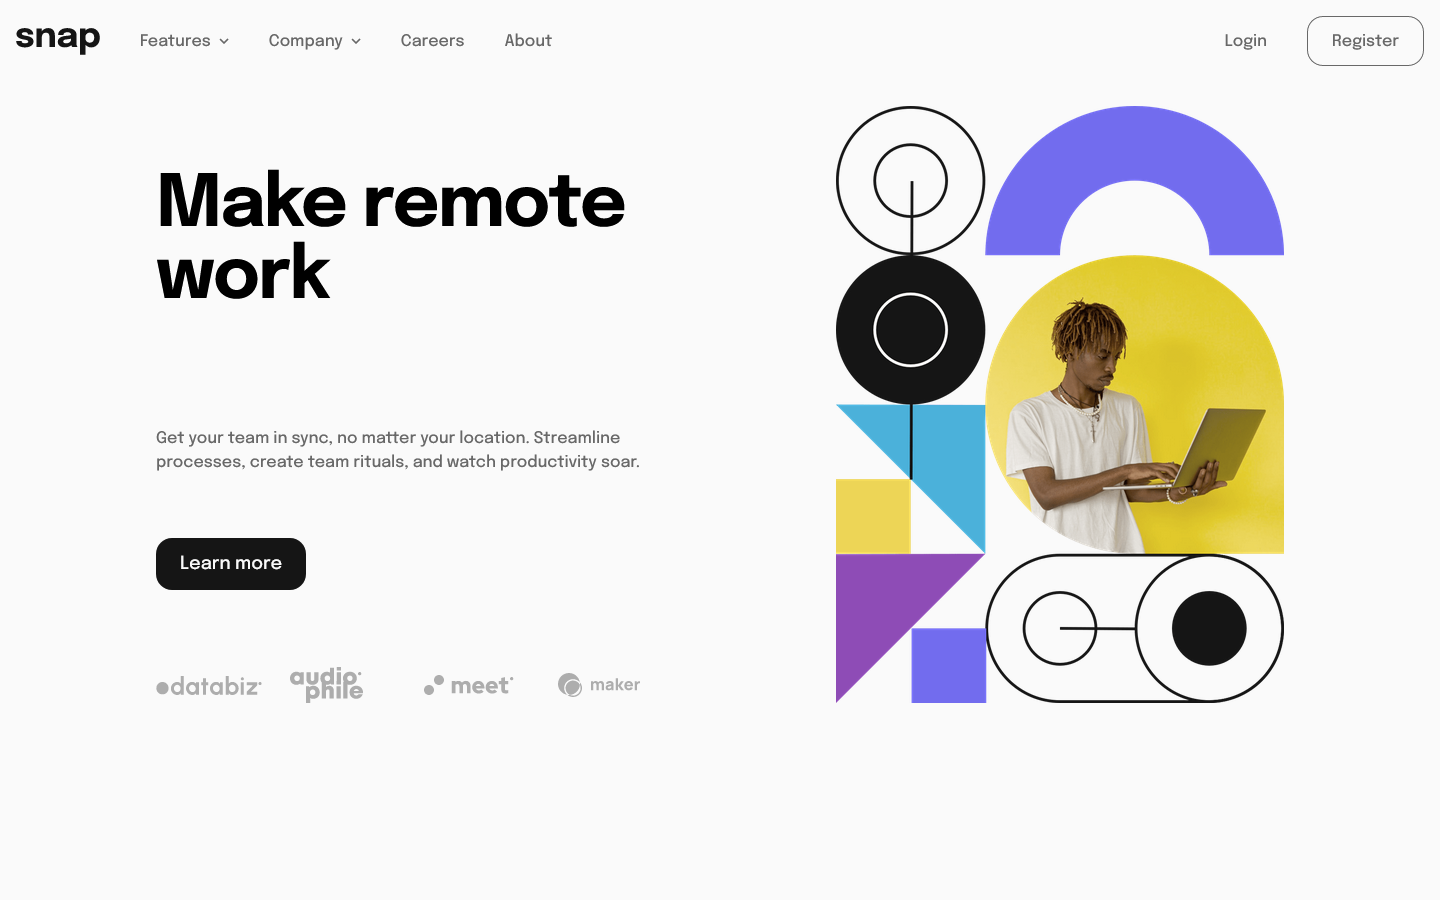 snap Features Company Careers About Login Register
Make remote
work
Get your team in sync, no matter your location. Streamline
processes, create team rituals, and watch productivity soar.
Learn more
databiz audiophile meet maker